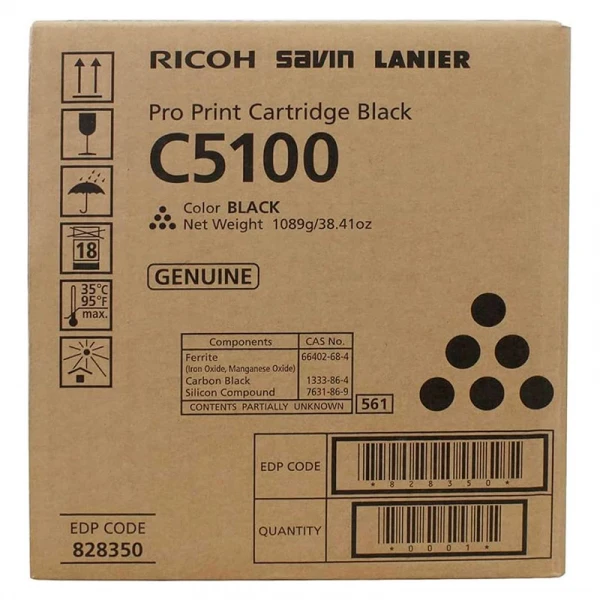 RICOH SAVIN LANIER
Pro Print Cartridge Black
C5100
Color BLACK
Net Weight 1089g/38.41oz
18
GENUINE
35°C
95°F
max.
Components CAS No.
Ferrite 66402-68-4
(Iron Oxide, Manganese Oxide)
Carbon Black 1333-86-4
Silicon Compound 7631-86-9
CONTENTS PARTIALLY UNKNOWN 561
EDP CODE
*828350*
QUANTITY
*0001*
EDP CODE
828350